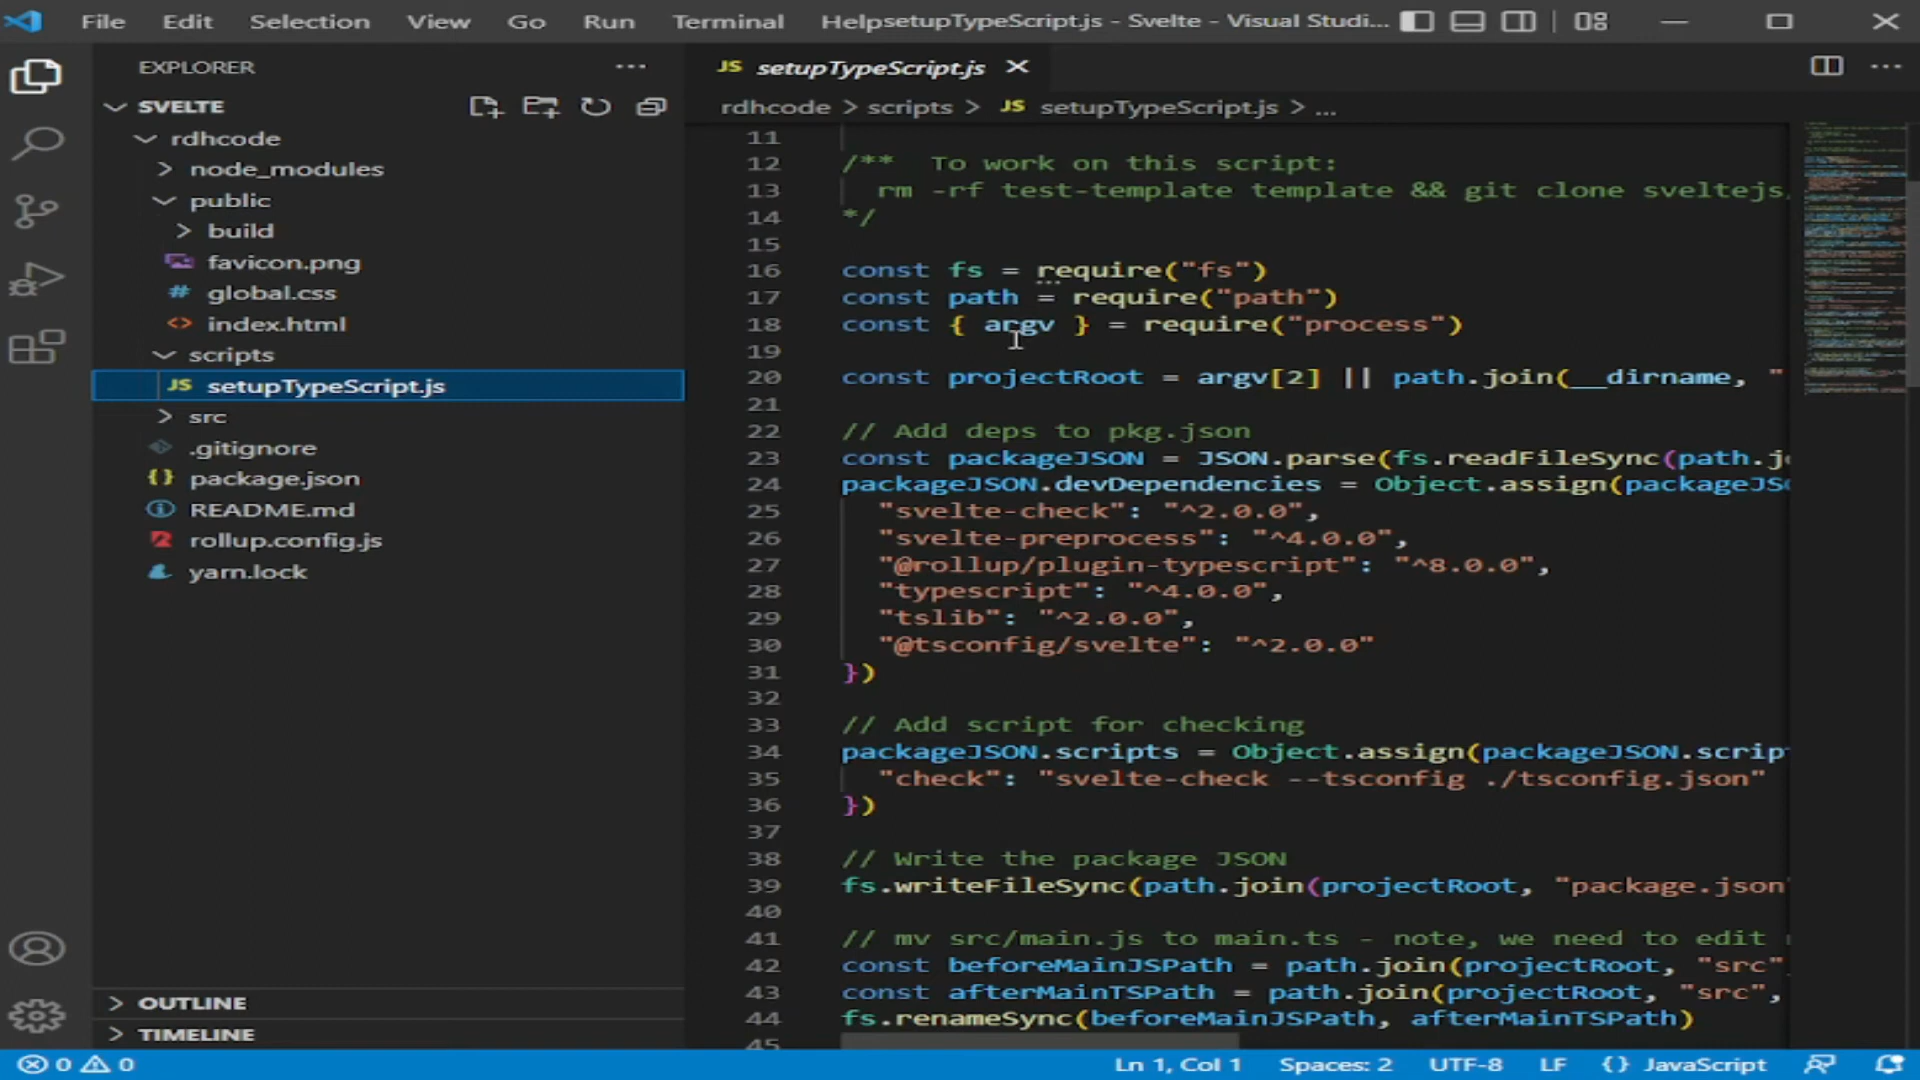 File Edit Selection View Go Run Terminal Help setupTypeScript.js - Svelte - Visual Studi...
EXPLORER
SVELTE
rdhcode
node_modules
public
build
favicon.png
# global.css
<> index.html
scripts
JS setupTypeScript.js
src
.gitignore
{} package.json
README.md
rollup.config.js
yarn.lock
OUTLINE
TIMELINE
JS setupTypeScript.js
rdhcode > scripts > JS setupTypeScript.js > ...
11
12 /** To work on this script:
13 rm -rf test-template template && git clone sveltejs
14 */
15
16 const fs = require("fs")
17 const path = require("path")
18 const { argv } = require("process")
19
20 const projectRoot = argv[2] || path.join(__dirname, "
21
22 // Add deps to pkg.json
23 const packageJSON = JSON.parse(fs.readFileSync(path.j
24 packageJSON.devDependencies = Object.assign(packageJS
25 "svelte-check": "^2.0.0",
26 "svelte-preprocess": "^4.0.0",
27 "@rollup/plugin-typescript": "^8.0.0",
28 "typescript": "^4.0.0",
29 "tslib": "^2.0.0",
30 "@tsconfig/svelte": "^2.0.0"
31 })
32
33 // Add script for checking
34 packageJSON.scripts = Object.assign(packageJSON.scrip
35 "check": "svelte-check --tsconfig ./tsconfig.json"
36 })
37
38 // Write the package JSON
39 fs.writeFileSync(path.join(projectRoot, "package.json"
40
41 // mv src/main.js to main.ts - note, we need to edit
42 const beforeMainJSPath = path.join(projectRoot, "src"
43 const afterMainTSPath = path.join(projectRoot, "src",
44 fs.renameSync(beforeMainJSPath, afterMainTSPath)
45
0 0 Ln 1, Col 1 Spaces: 2 UTF-8 LF {} JavaScript